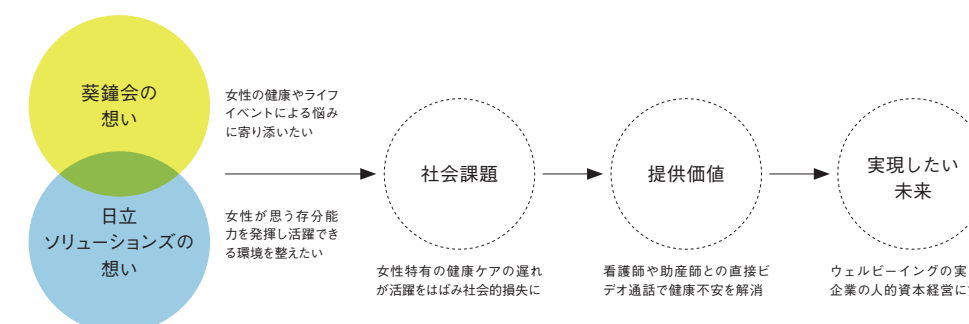 葵鐘会の
想い
女性の健康やライフ
イベントによる悩み
に寄り添いたい
日立
ソリューションズの
想い
女性が思う存分能
力を発揮し活躍でき
る環境を整えたい
社会課題
女性特有の健康ケアの遅れ
が活躍をはばみ社会的損失に
提供価値
看護師や助産師との直接ビ
デオ通話で健康不安を解消
実現したい
未来
ウェルビーイングの実
企業の人的資本経営に